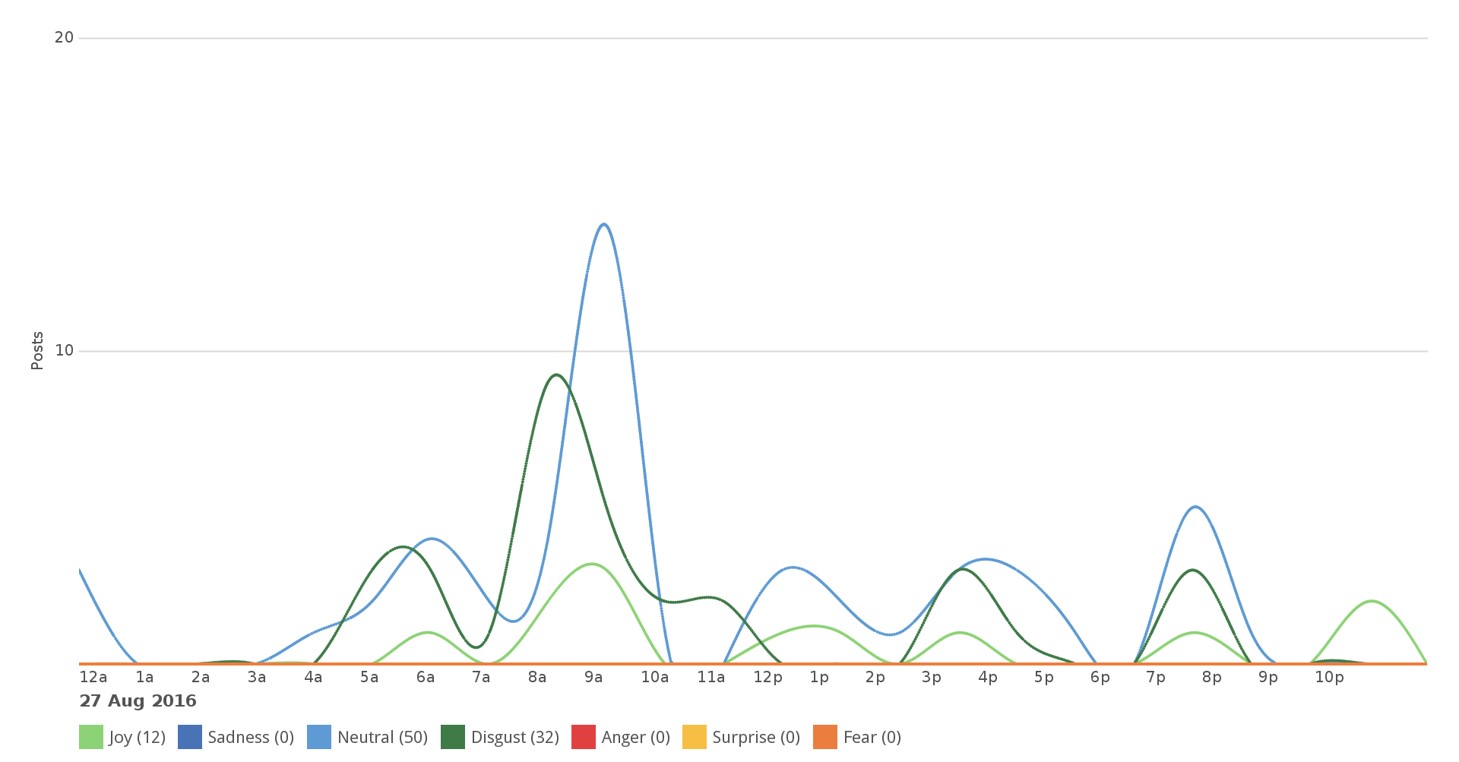 20
10
Posts
12a 1a 2a 3a 4a 5a 6a 7a 8a 9a 10a 11a 12p 1p 2p 3p 4p 5p 6p 7p 8p 9p 10p
27 Aug 2016
Joy (12) Sadness (0) Neutral (50) Disgust (32) Anger (0) Surprise (0) Fear (0)